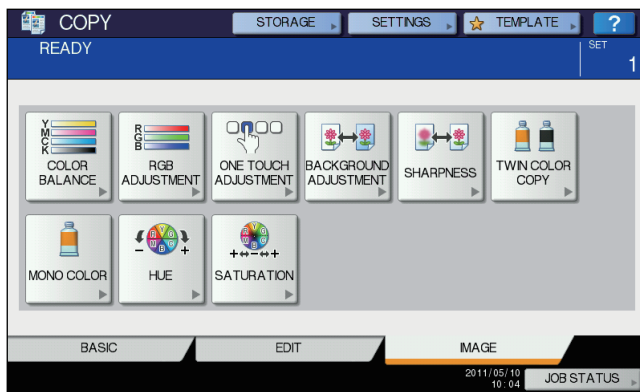 COPY
STORAGE
SETTINGS
TEMPLATE
?
READY
SET
1
Y
M
C
K
COLOR
BALANCE
R
G
B
RGB
ADJUSTMENT
ONE TOUCH
ADJUSTMENT
BACKGROUND
ADJUSTMENT
SHARPNESS
TWIN COLOR
COPY
MONO COLOR
R Y G C B M
- +
HUE
+↔-↔+
SATURATION
BASIC
EDIT
IMAGE
2011/05/10
10:04
JOB STATUS